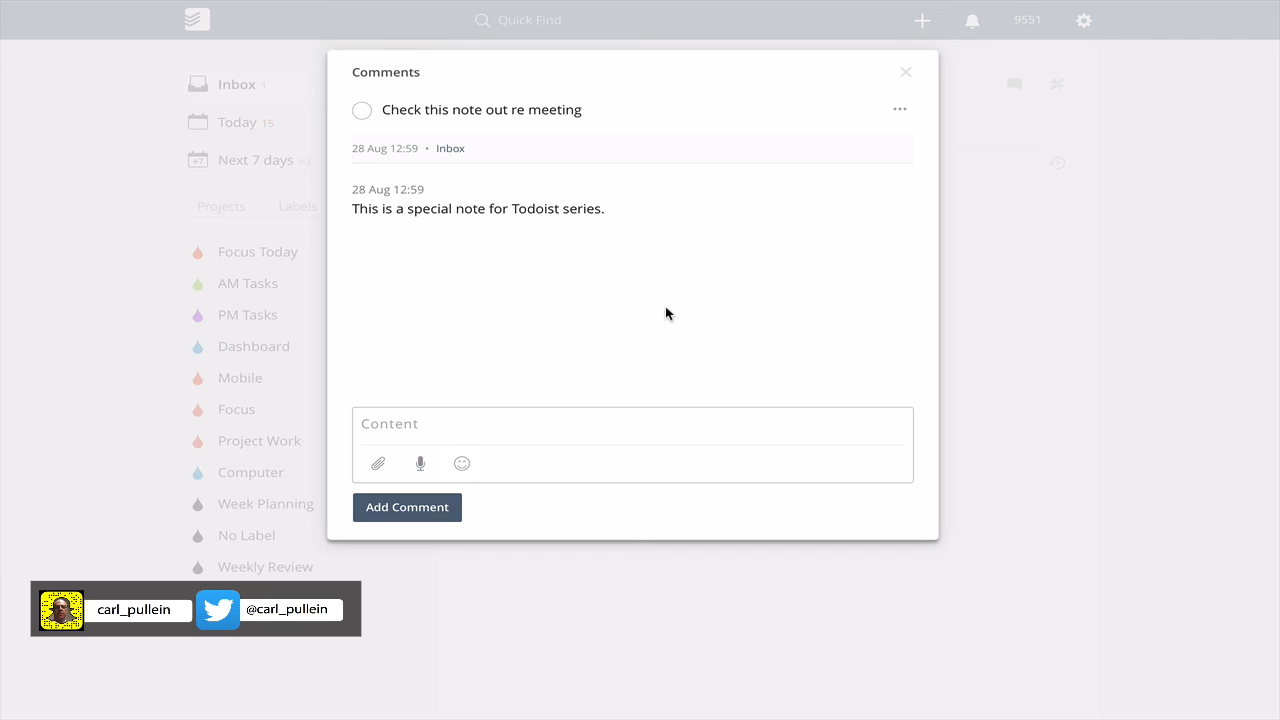 Quick Find
9551
Comments
Check this note out re meeting
28 Aug 12:59 • Inbox
28 Aug 12:59
This is a special note for Todoist series.
Content
Add Comment
Inbox 1
Today 15
Next 7 days 63
Projects Labels
Focus Today
AM Tasks
PM Tasks
Dashboard
Mobile
Focus
Project Work
Computer
Week Planning
No Label
Weekly Review
carl_pullein @carl_pullein